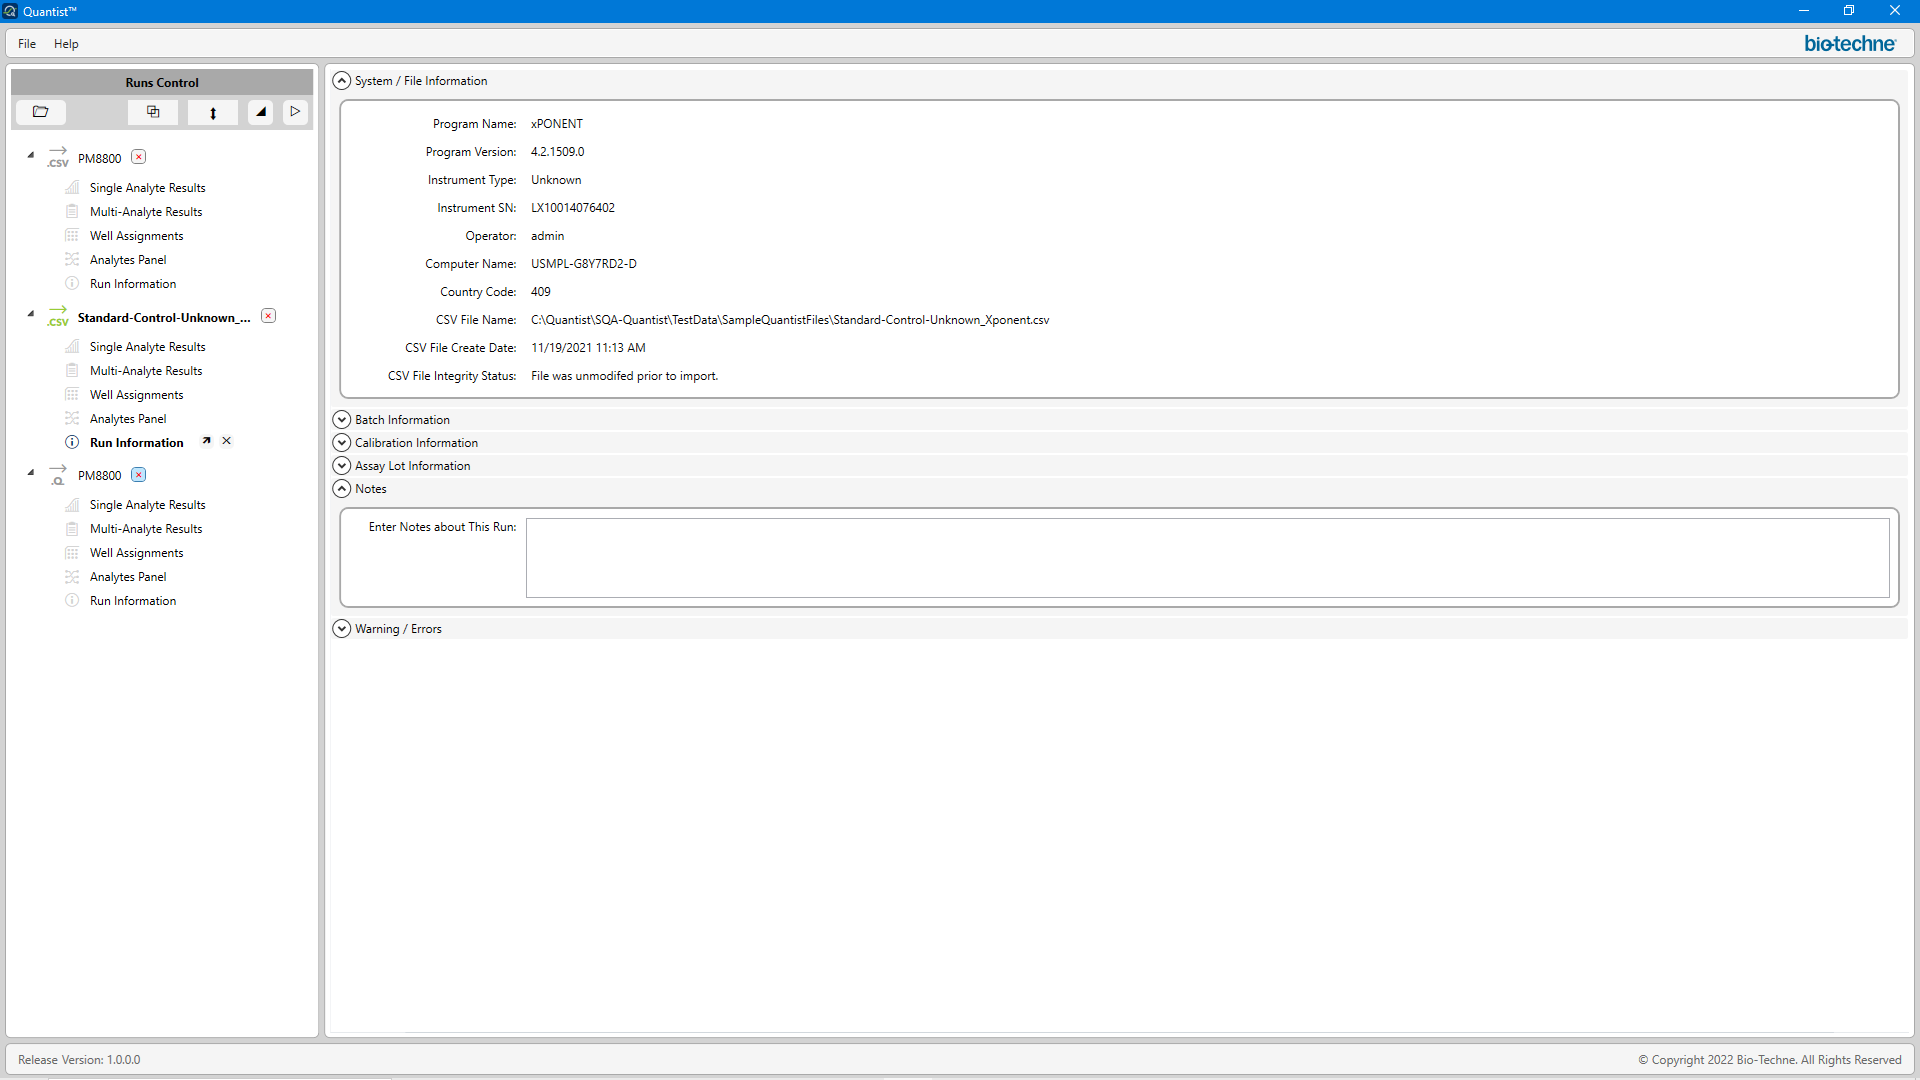 Quantist™
File Help
bio-techne
Runs Control
.CSV PM8800
Single Analyte Results
Multi-Analyte Results
Well Assignments
Analytes Panel
Run Information
.CSV Standard-Control-Unknown_...
Single Analyte Results
Multi-Analyte Results
Well Assignments
Analytes Panel
Run Information
.Q. PM8800
Single Analyte Results
Multi-Analyte Results
Well Assignments
Analytes Panel
Run Information
System / File Information
Program Name: xPONENT
Program Version: 4.2.1509.0
Instrument Type: Unknown
Instrument SN: LX10014076402
Operator: admin
Computer Name: USMPL-G8Y7RD2-D
Country Code: 409
CSV File Name: C:\Quantist\SQA-Quantist\TestData\SampleQuantistFiles\Standard-Control-Unknown_Xponent.csv
CSV File Create Date: 11/19/2021 11:13 AM
CSV File Integrity Status: File was unmodifed prior to import.
Batch Information
Calibration Information
Assay Lot Information
Notes
Enter Notes about This Run:
Warning / Errors
Release Version: 1.0.0.0
© Copyright 2022 Bio-Techne. All Rights Reserved